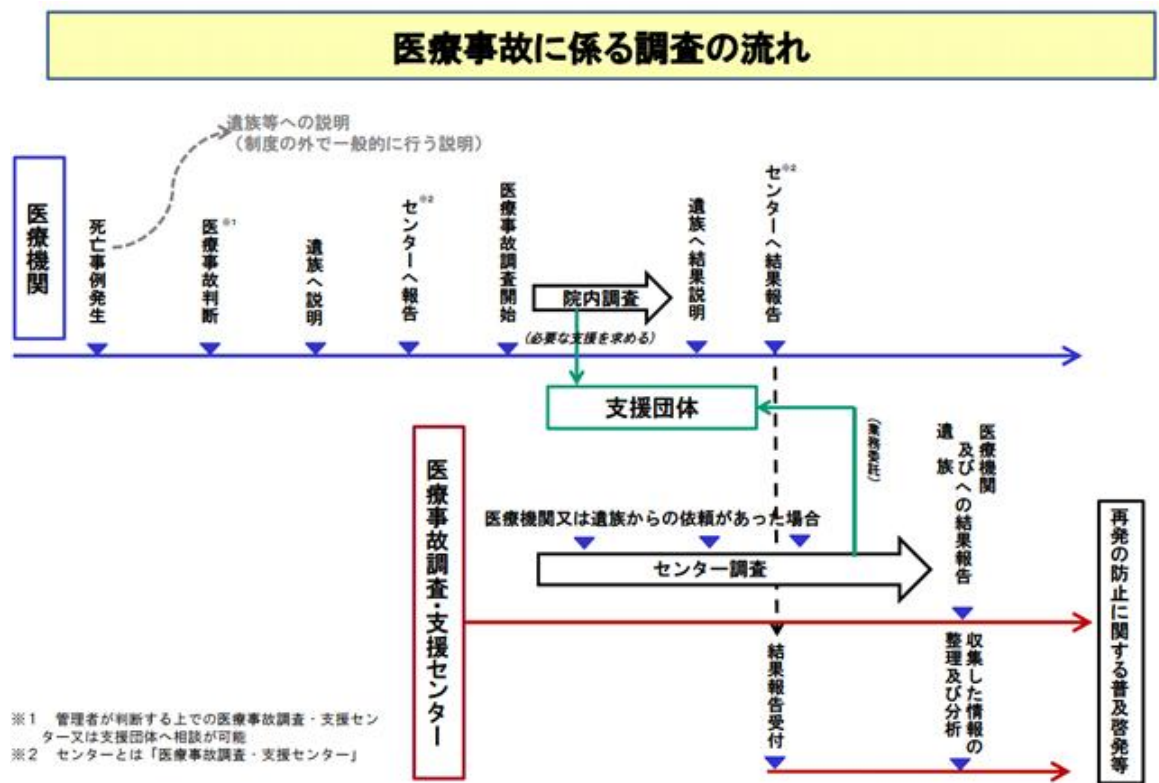 医療事故に係る調査の流れ
遺族等への説明
（制度の外で一般的に行う説明）
医療機関
死亡事例発生
医療事故判断※1
遺族へ説明
センターへ報告※2
医療事故調査開始
院内調査
（必要な支援を求める）
遺族へ結果説明
センターへ結果報告※2
支援団体
（業務委託）
医療事故調査・支援センター
医療機関又は遺族からの依頼があった場合
センター調査
医療機関
及びへの結果報告
遺族
結果報告受付
収集した情報の
整理及び分析
再発の防止に関する普及啓発等
※１　管理者が判断する上での医療事故調査・支援セン
ター又は支援団体へ相談が可能
※２　センターとは「医療事故調査・支援センター」